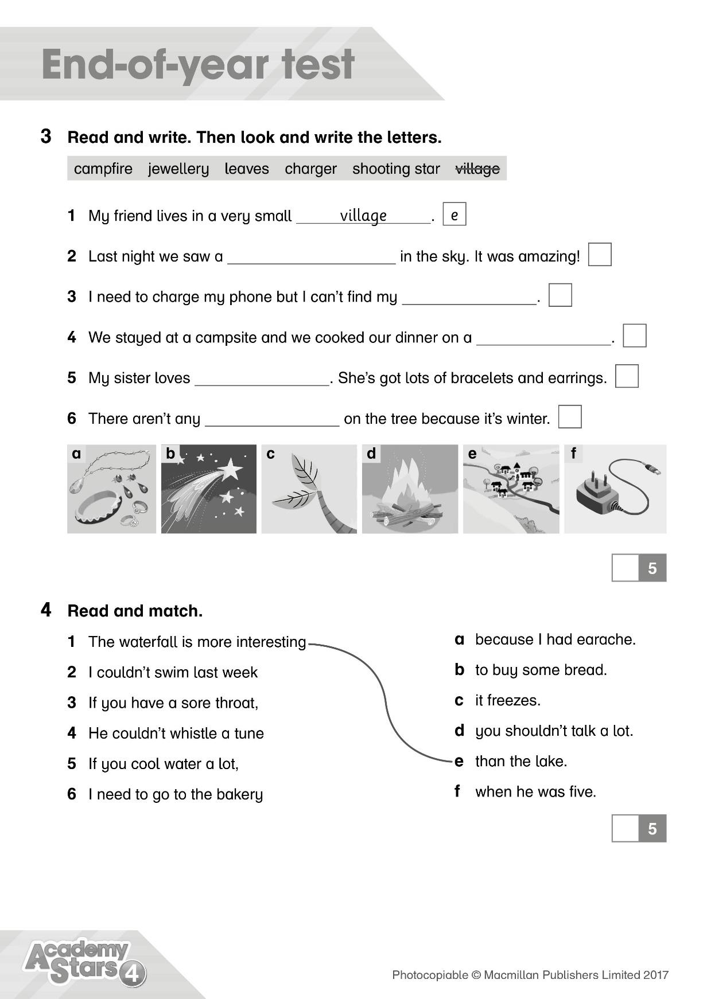 End-of-year test
3 Read and write. Then look and write the letters.
campfire jewellery leaves charger shooting star village
1 My friend lives in a very small village. e
2 Last night we saw a ____________ in the sky. It was amazing!
3 I need to charge my phone but I can't find my ____________.
4 We stayed at a campsite and we cooked our dinner on a ____________.
5 My sister loves ____________. She's got lots of bracelets and earrings.
6 There aren't any ____________ on the tree because it's winter.
a b c d e f
5
4 Read and match.
1 The waterfall is more interesting
a because I had earache.
2 I couldn't swim last week
b to buy some bread.
3 If you have a sore throat,
c it freezes.
4 He couldn't whistle a tune
d you shouldn't talk a lot.
5 If you cool water a lot,
e than the lake.
6 I need to go to the bakery
f when he was five.
5
Academy
Stars 4
Photocopiable © Macmillan Publishers Limited 2017